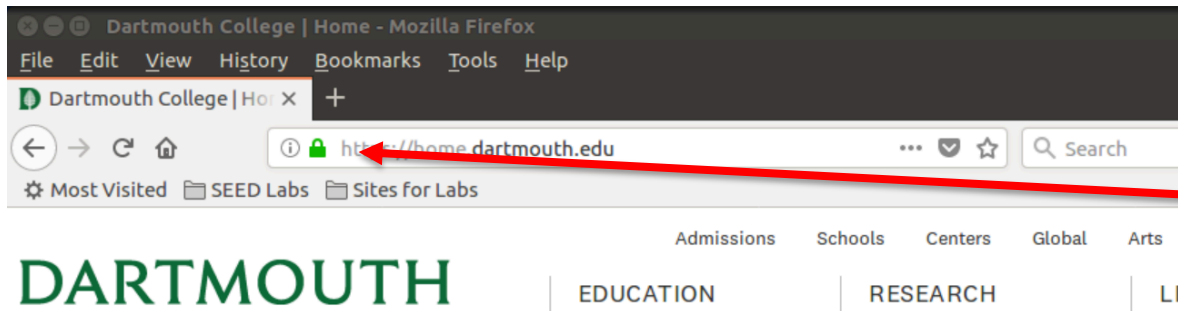 Dartmouth College | Home - Mozilla Firefox
File Edit View History Bookmarks Tools Help
Dartmouth College | Hor
https://home.dartmouth.edu
Search
Most Visited SEED Labs Sites for Labs
Admissions Schools Centers Global Arts
DARTMOUTH
EDUCATION RESEARCH